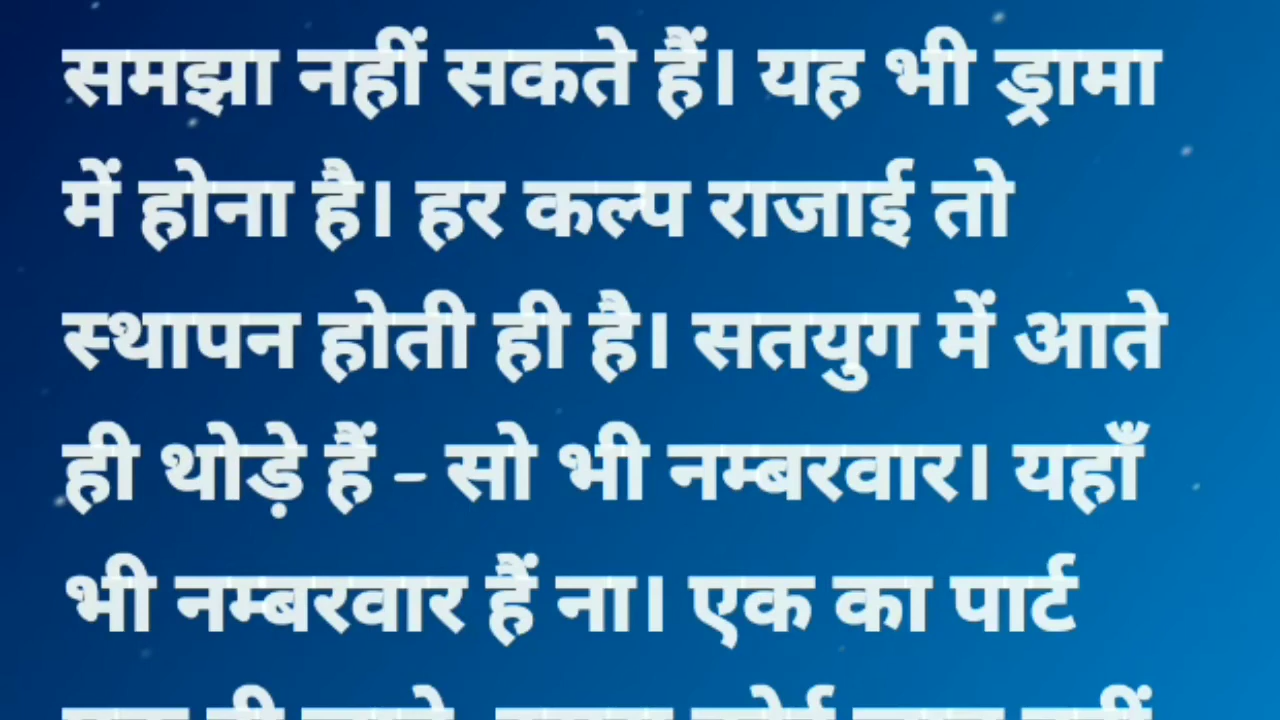 समझा नहीं सकते हैं। यह भी ड्रामा
में होना है। हर कल्प राजाई तो
स्थापन होती ही है। सतयुग में आते
ही थोड़े हैं - सो भी नम्बरवार। यहाँ
भी नम्बरवार हैं ना। एक का पार्ट